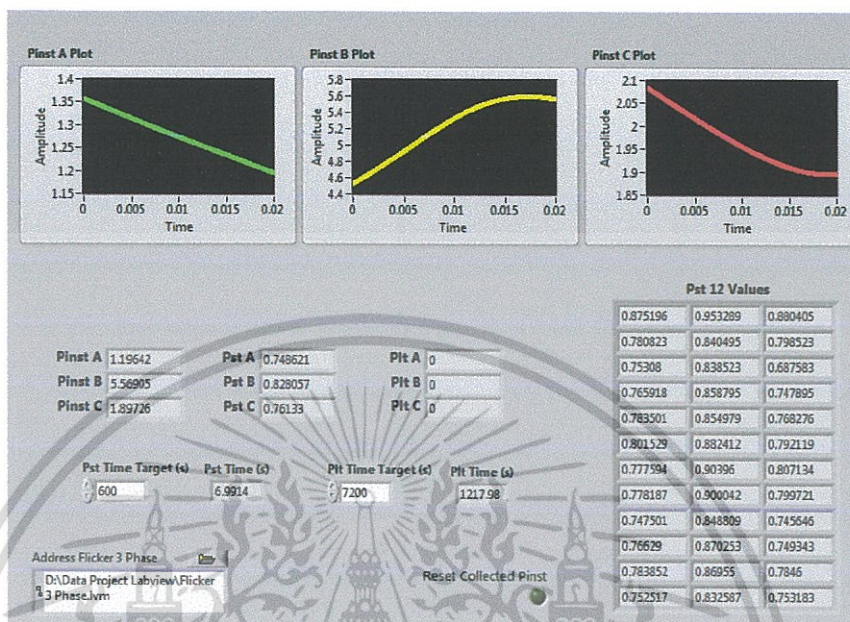 Pinst A Plot
Pinst B Plot
Pinst C Plot
1.4
1.35
1.3
1.25
1.2
1.15
Amplitude
0 0.005 0.01 0.015 0.02
Time
5.8
5.6
5.4
5.2
5
4.8
4.6
4.4
Amplitude
0 0.005 0.01 0.015 0.02
Time
2.1
2.05
2
1.95
1.9
1.85
Amplitude
0 0.005 0.01 0.015 0.02
Time
Pst 12 Values
0.875196 0.953289 0.880405
0.780823 0.840495 0.798523
0.75308 0.838523 0.687583
0.765918 0.858795 0.747895
0.783501 0.854979 0.768276
0.801529 0.882412 0.792119
0.777594 0.90396 0.807134
0.778187 0.900042 0.799721
0.747501 0.848809 0.745646
0.76629 0.870253 0.749343
0.783852 0.86955 0.7846
0.752517 0.832587 0.753183
Pinst A 1.19642 Pst A 0.748621 Plt A 0
Pinst B 5.56905 Pst B 0.828057 Plt B 0
Pinst C 1.89726 Pst C 0.76133 Plt C 0
Pst Time Target (s) Pst Time (s) Plt Time Target (s) Plt Time (s)
600 6.9914 7200 1217.98
Address Flicker 3 Phase
D:\Data Project Labview\Flicker
3 Phase.lvm
Reset Collected Pinst